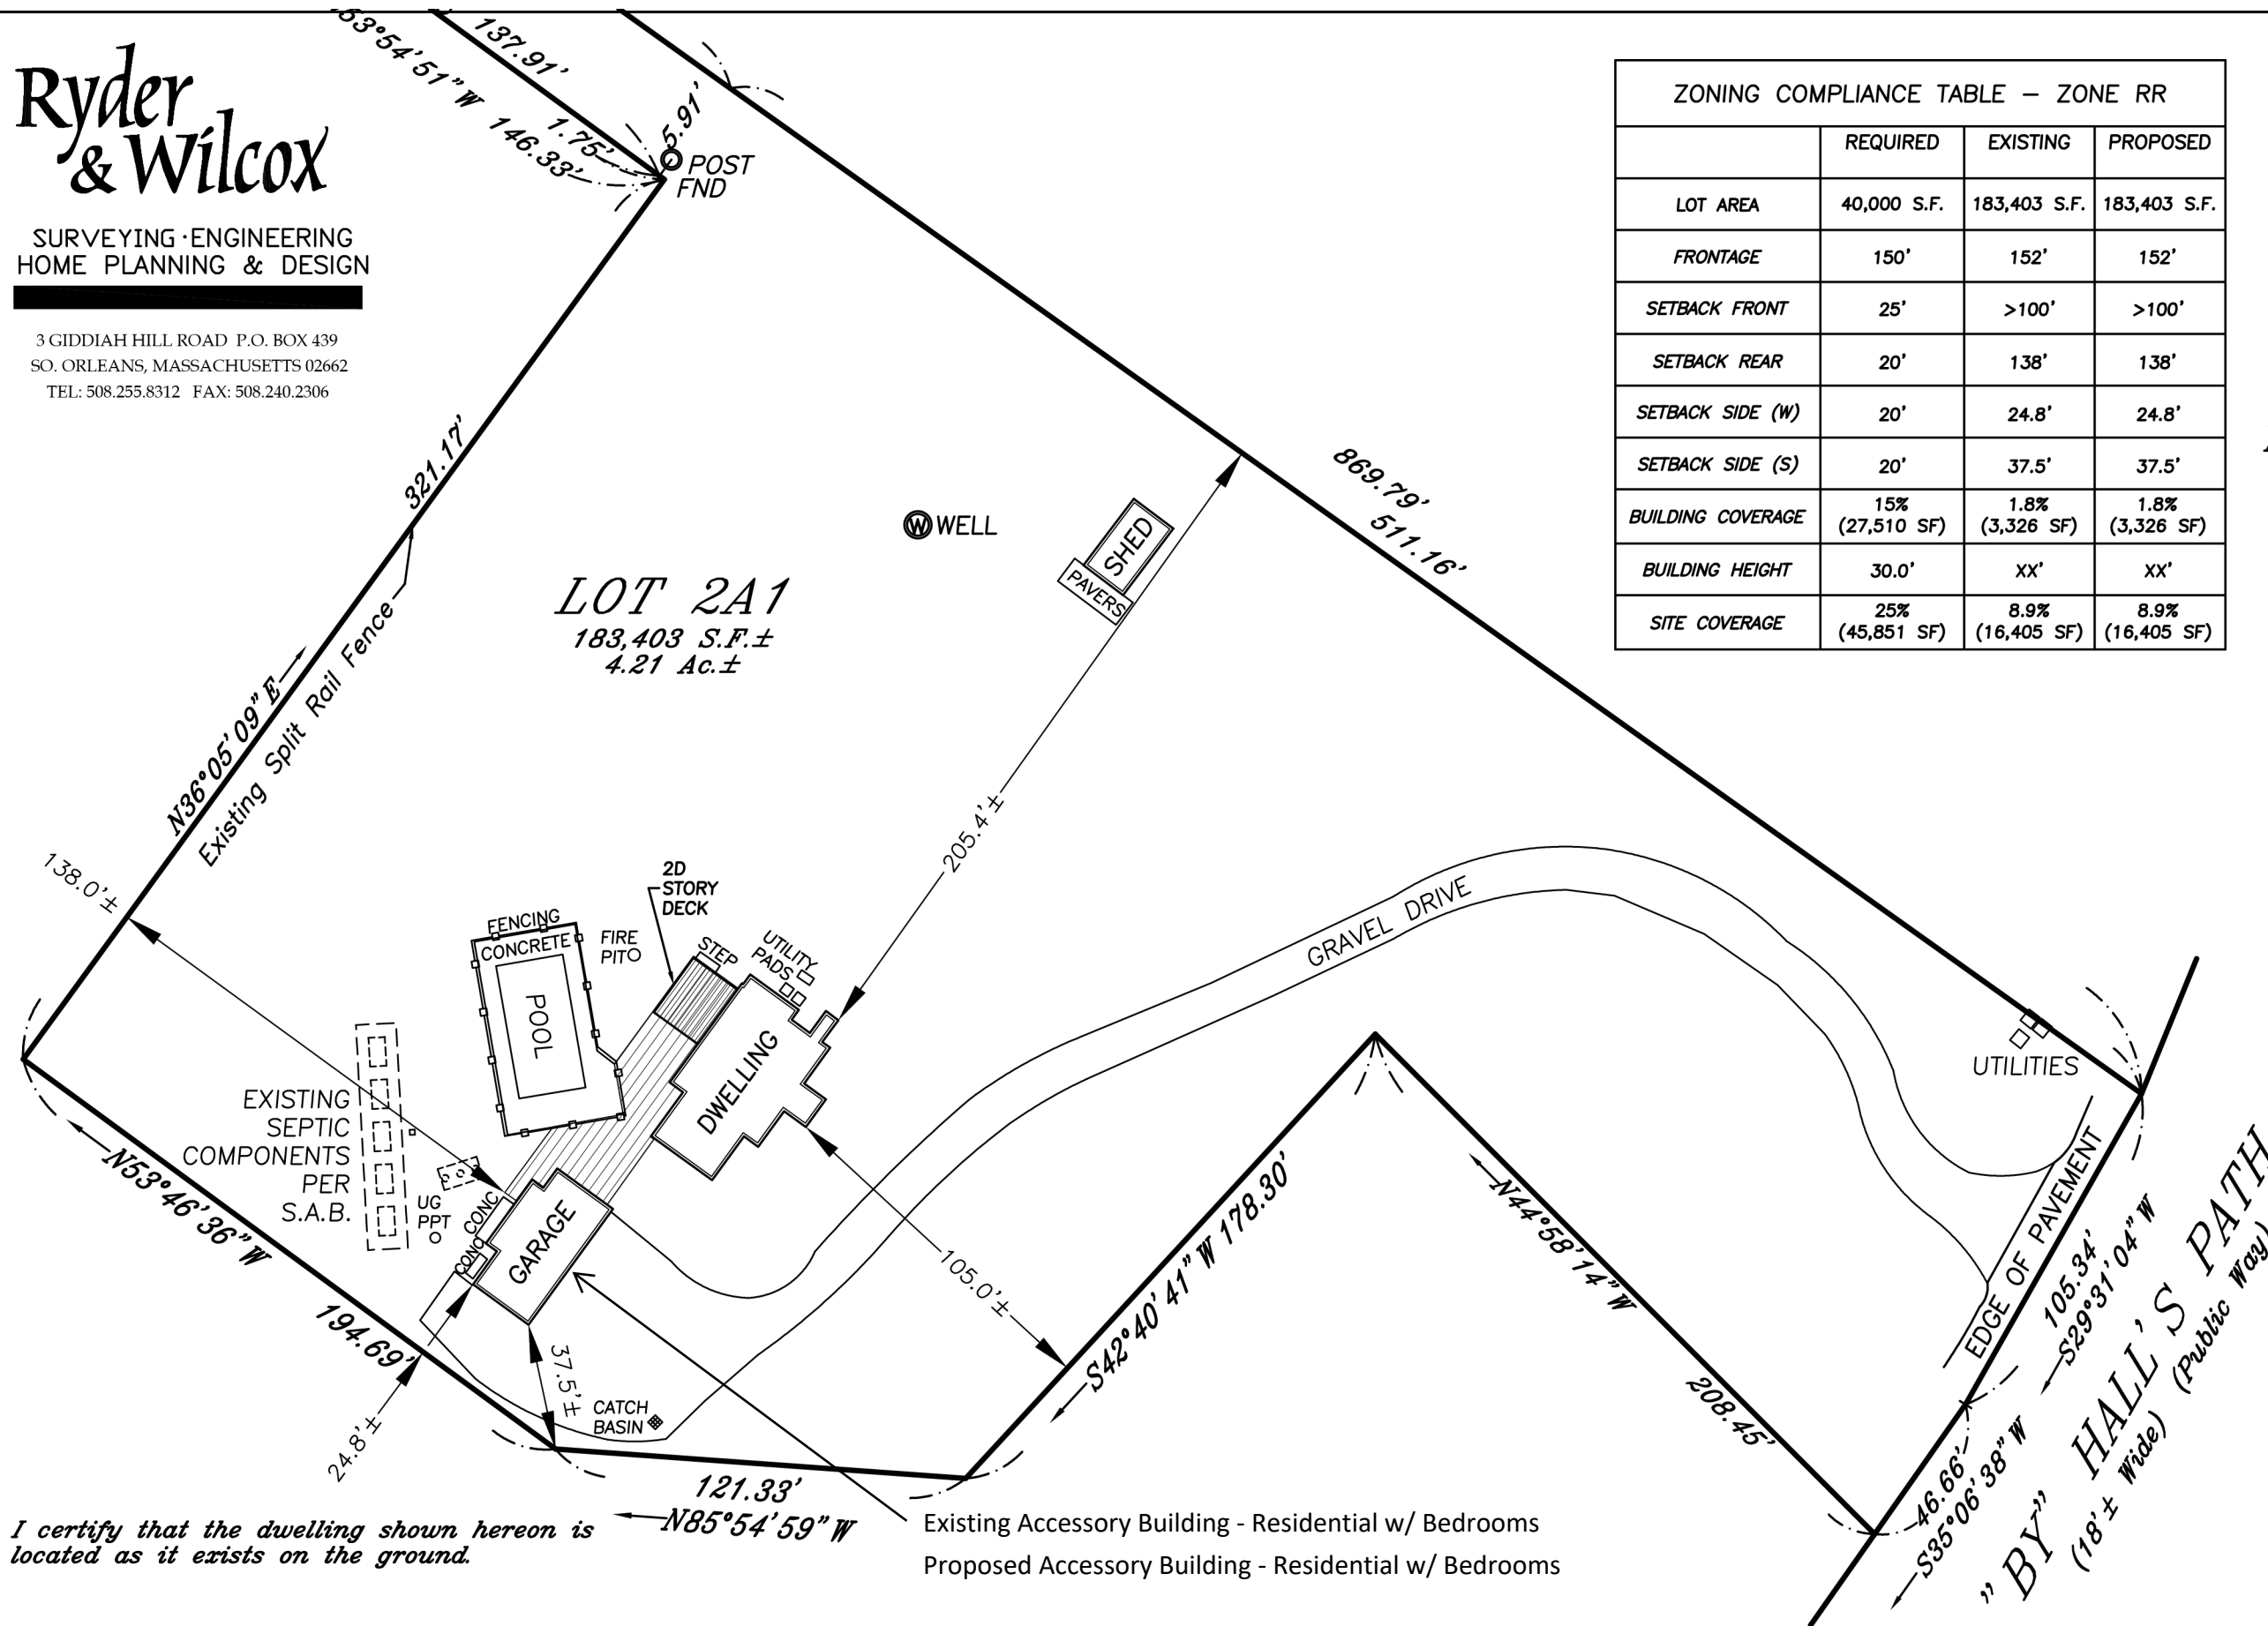 Ryder
& Wilcox
SURVEYING · ENGINEERING
HOME PLANNING & DESIGN
3 GIDDIAH HILL ROAD P.O. BOX 439
SO. ORLEANS, MASSACHUSETTS 02662
TEL: 508.255.8312 FAX: 508.240.2306
53°54'51" W 146.33'
137.91'
1.75'
5.91'
POST
FND
ZONING COMPLIANCE TABLE – ZONE RR
REQUIRED EXISTING PROPOSED
LOT AREA 40,000 S.F. 183,403 S.F. 183,403 S.F.
FRONTAGE 150' 152' 152'
SETBACK FRONT 25' >100' >100'
SETBACK REAR 20' 138' 138'
SETBACK SIDE (W) 20' 24.8' 24.8'
SETBACK SIDE (S) 20' 37.5' 37.5'
BUILDING COVERAGE 15% (27,510 SF) 1.8% (3,326 SF) 1.8% (3,326 SF)
BUILDING HEIGHT 30.0' XX' XX'
SITE COVERAGE 25% (45,851 SF) 8.9% (16,405 SF) 8.9% (16,405 SF)
321.17'
N36°05'09" E
Existing Split Rail Fence
869.79'
511.16'
W WELL
SHED
PAVERS
LOT 2A1
183,403 S.F.±
4.21 Ac.±
205.4'±
138.0'±
2D
STORY
DECK
FENCING
CONCRETE
POOL
FIRE
PIT
STEP
UTILITY
PADS
DWELLING
GRAVEL DRIVE
UTILITIES
EXISTING
SEPTIC
COMPONENTS
PER
S.A.B.
UG
PPT
CONC
CONC
GARAGE
N53°46'36" W
194.69'
24.8'±
37.5'±
CATCH
BASIN
105.0'±
S42°40'41" W 178.30'
N44°58'14" W
208.45'
EDGE OF PAVEMENT
105.34'
S29°31'04" W
46.66'
S35°06'38" W
"BY" HALL'S PATH
(18'± Wide) (Public Way)
121.33'
N85°54'59" W
I certify that the dwelling shown hereon is
located as it exists on the ground.
Existing Accessory Building - Residential w/ Bedrooms
Proposed Accessory Building - Residential w/ Bedrooms